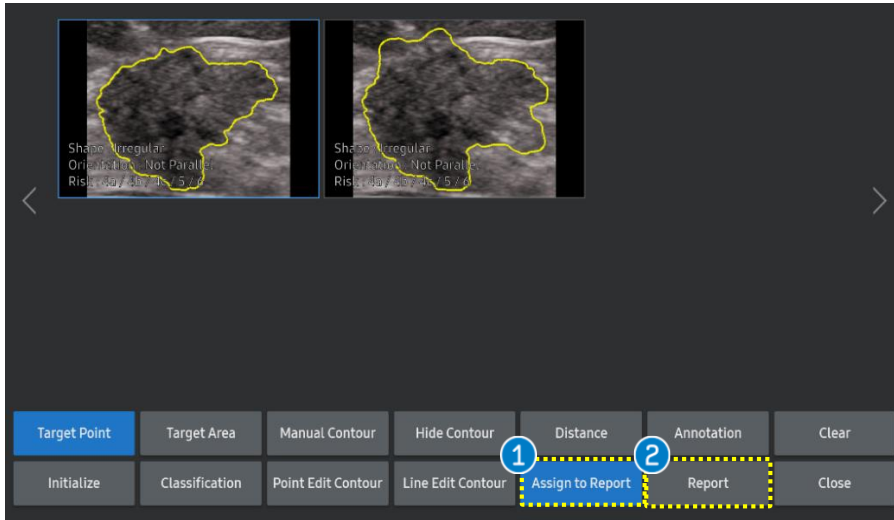 Shape: Irregular
Orientation: Not Parallel
Risk: 4a / 4b / 4c / 5 / 6
Shape: Irregular
Orientation: Not Parallel
Risk: 4a / 4b / 4c / 5 / 6
Target Point
Target Area
Manual Contour
Hide Contour
Distance
Annotation
Clear
1
2
Initialize
Classification
Point Edit Contour
Line Edit Contour
Assign to Report
Report
Close